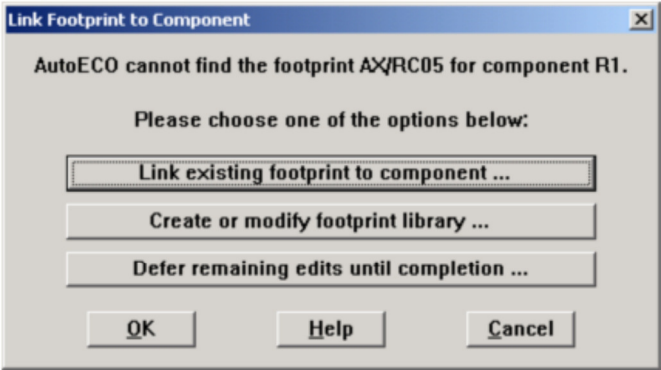 Link Footprint to Component
AutoECO cannot find the footprint AX/RC05 for component R1.
Please choose one of the options below:
Link existing footprint to component ...
Create or modify footprint library ...
Defer remaining edits until completion ...
OK Help Cancel